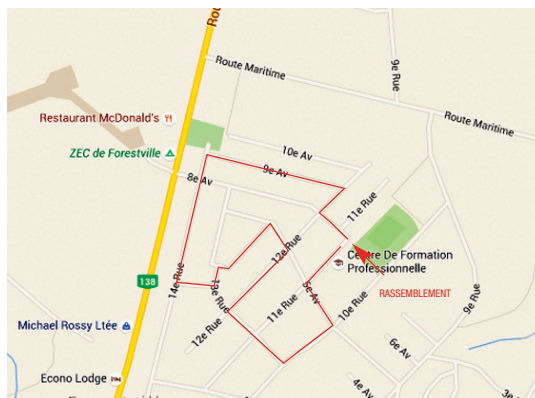 Rou
Route Maritime
9e Rue
Route Maritime
Restaurant McDonald's
ZEC de Forestville
10e Av
9e Av
8e Av
11e Rue
12e Rue
Centre De Formation
Professionnelle
RASSEMBLEMENT
14e Rue
13e Rue
5e Av
138
11e Rue
10e Rue
9e Rue
Michael Rossy Ltée
12e Rue
6e Av
Econo Lodge
4e Av